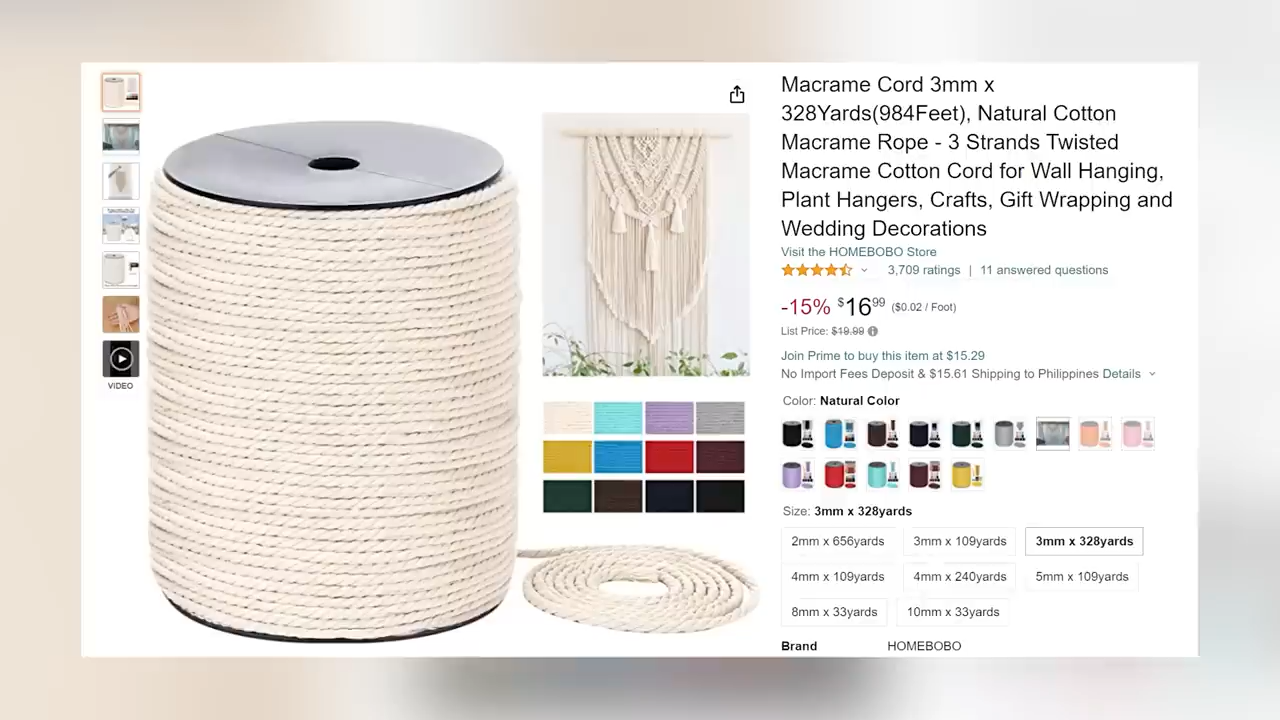 Macrame Cord 3mm x
328Yards(984Feet), Natural Cotton
Macrame Rope - 3 Strands Twisted
Macrame Cotton Cord for Wall Hanging,
Plant Hangers, Crafts, Gift Wrapping and
Wedding Decorations
Visit the HOMEBOBO Store
3,709 ratings | 11 answered questions
-15% $16 99 ($0.02 / Foot)
List Price: $19.99
Join Prime to buy this item at $15.29
No Import Fees Deposit & $15.61 Shipping to Philippines Details
VIDEO
Color: Natural Color
Size: 3mm x 328yards
2mm x 656yards 3mm x 109yards 3mm x 328yards
4mm x 109yards 4mm x 240yards 5mm x 109yards
8mm x 33yards 10mm x 33yards
Brand HOMEBOBO